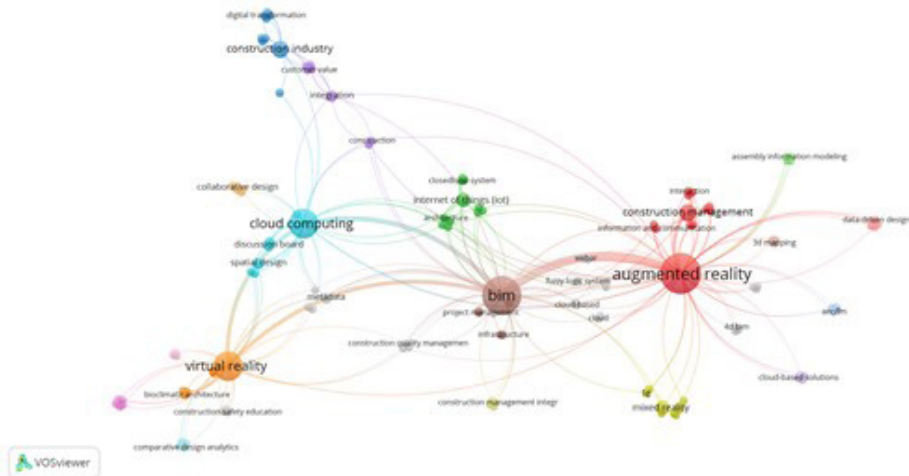 digital transformation
construction industry
customer value
integration
construction
collaborative design
closed loop system
internet of things (iot)
architecture
cloud computing
discussion board
spatial design
metadata
assembly information modeling
interaction
construction management
information and communication
data driven design
3d mapping
webar
augmented reality
fuzzy logic system
bim
cloud based
cloud
project management
infrastructure
4d bim
construction quality managemen
virtual reality
cloud-based solutions
bioclimatic architecture
construction safety education
construction management integr
mixed reality
comparative design analytics
VOSviewer